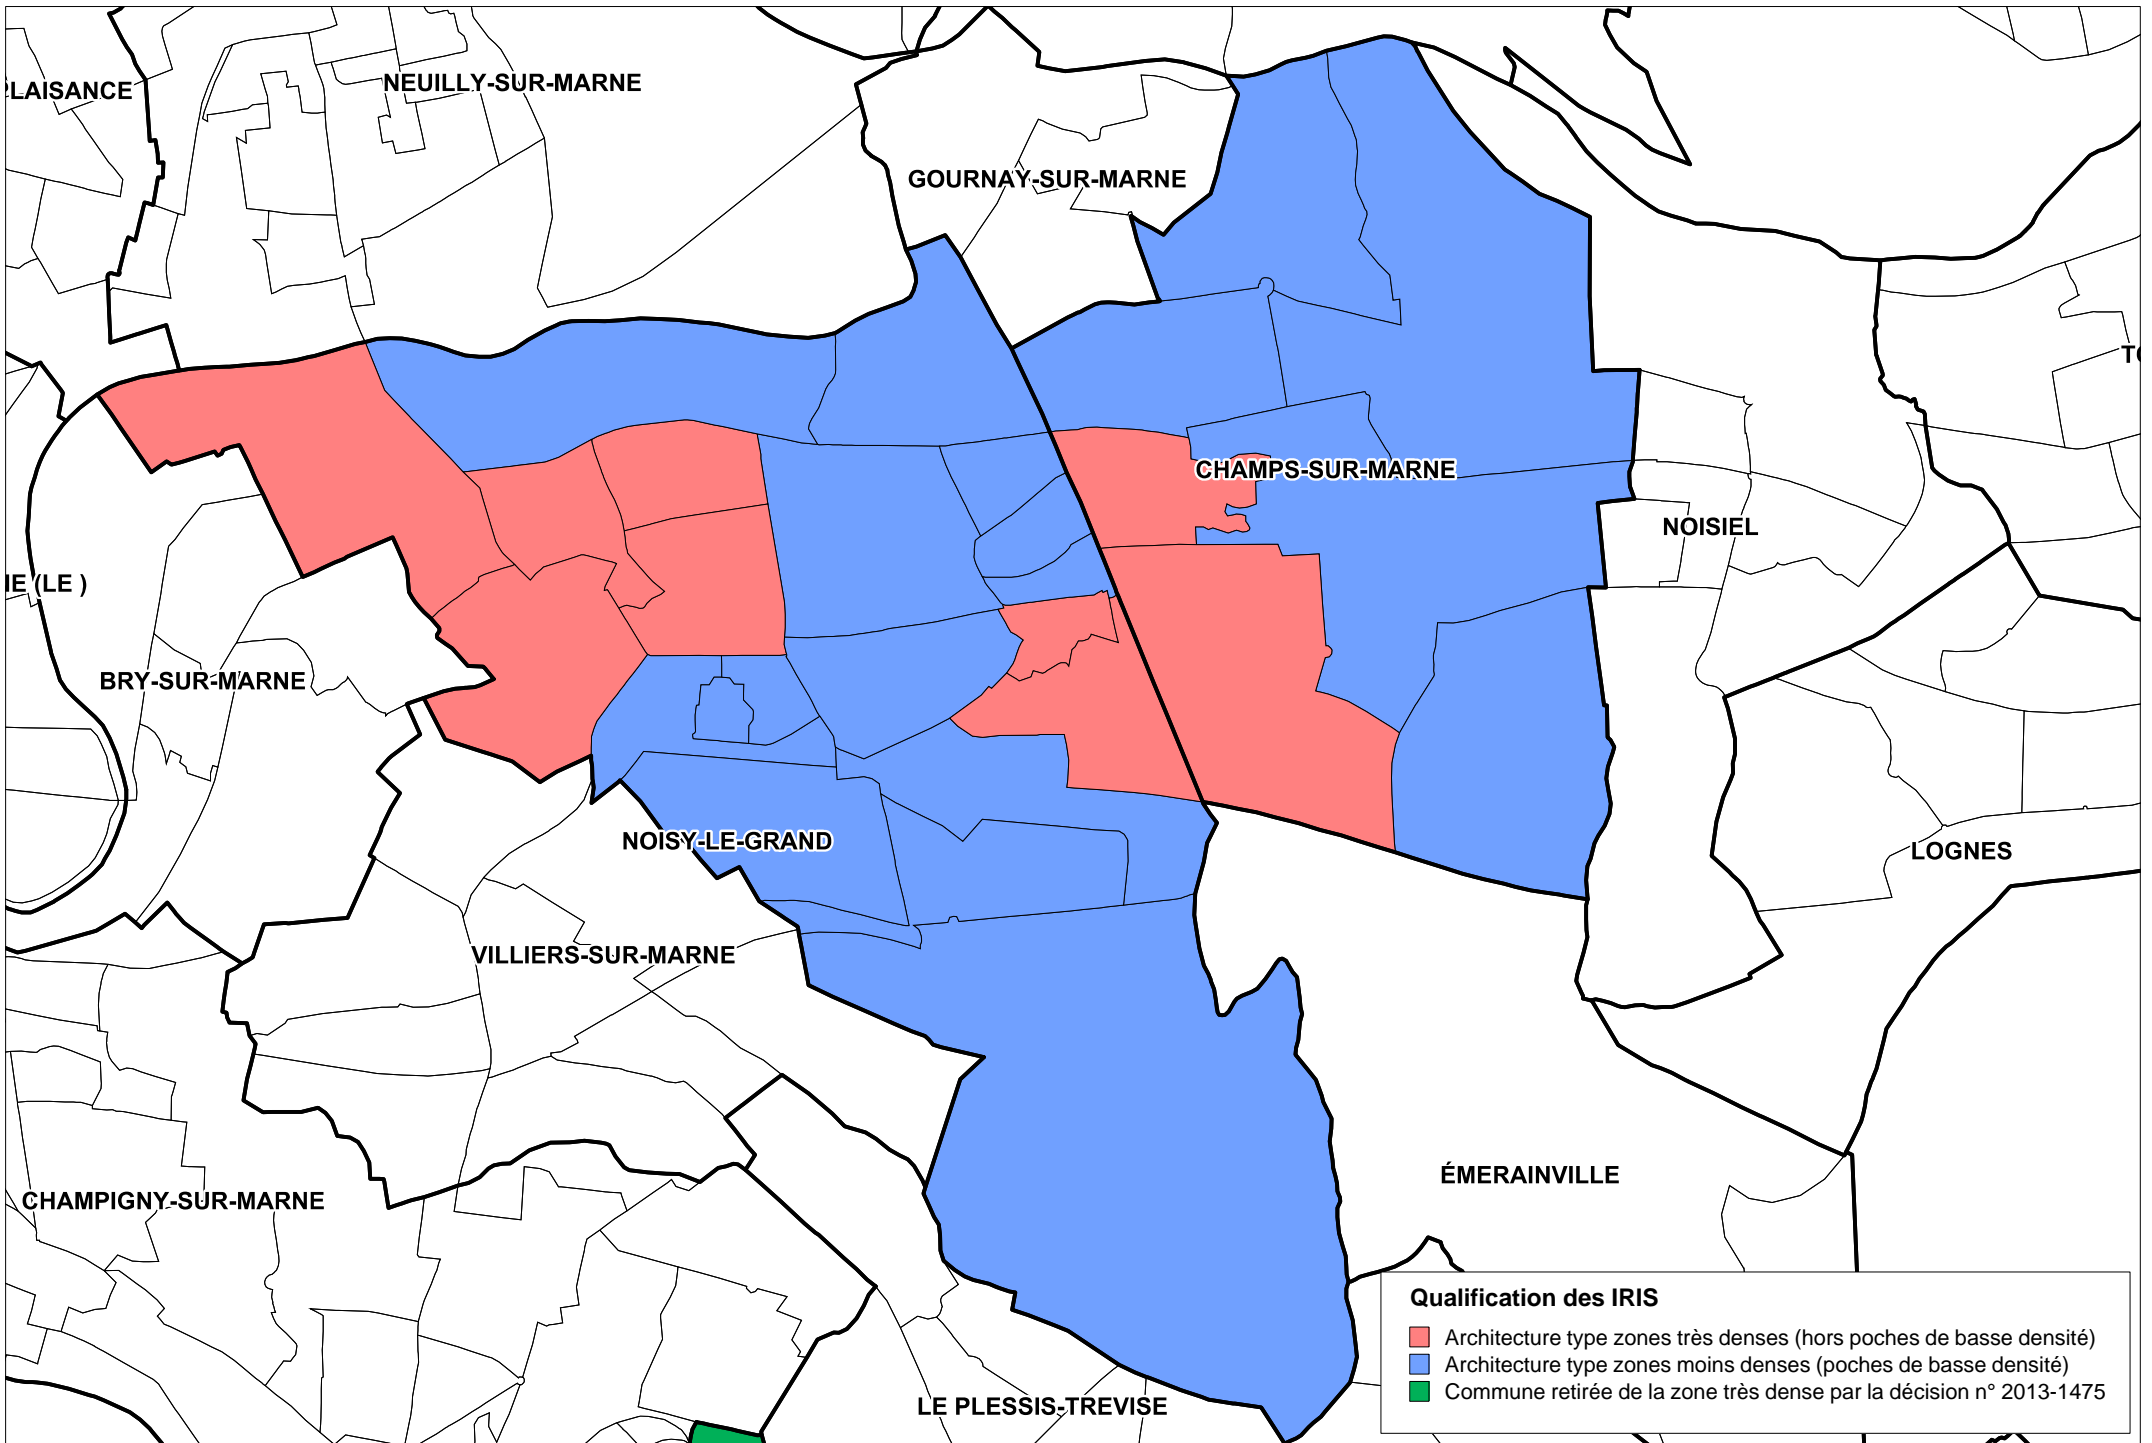 NEUILLY-SUR-MARNE
LAISANCE
GOURNAY-SUR-MARNE
CHAMPS-SUR-MARNE
NOISIEL
IE (LE )
BRY-SUR-MARNE
NOISY-LE-GRAND
LOGNES
VILLIERS-SUR-MARNE
ÉMERAINVILLE
CHAMPIGNY-SUR-MARNE
LE PLESSIS-TREVISE
Qualification des IRIS
Architecture type zones très denses (hors poches de basse densité)
Architecture type zones moins denses (poches de basse densité)
Commune retirée de la zone très dense par la décision n° 2013-1475